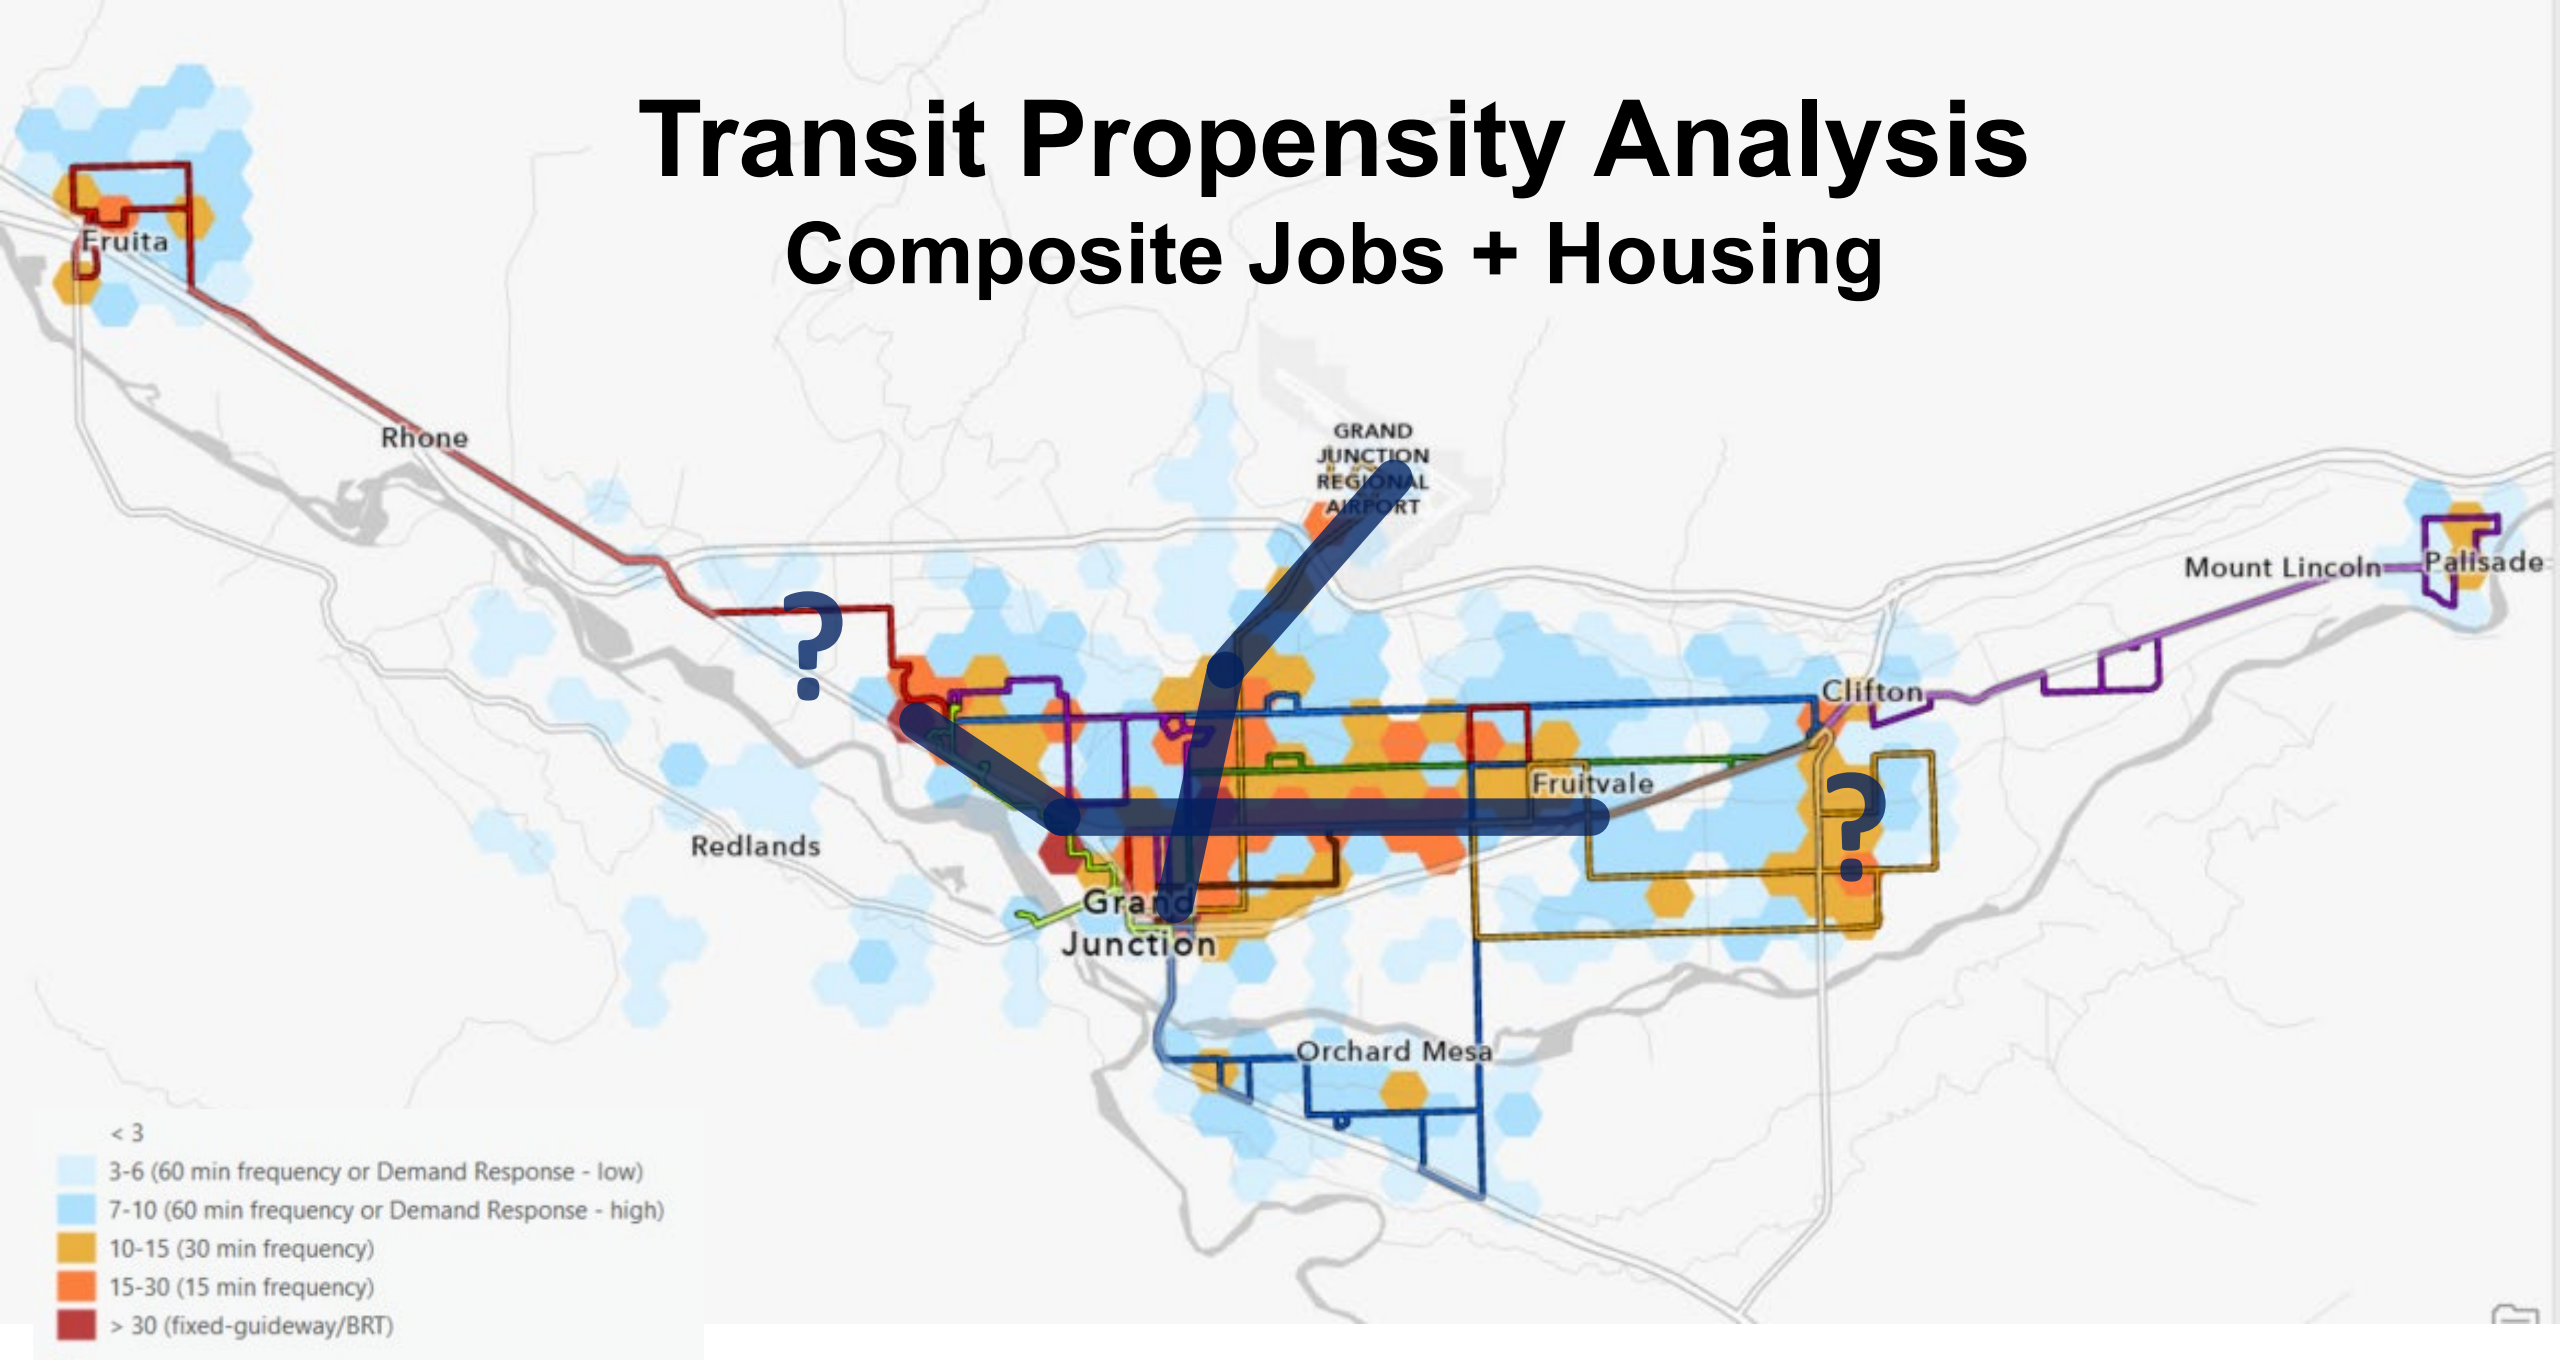 Transit Propensity Analysis
Composite Jobs + Housing
Fruita
Rhone
GRAND
JUNCTION
REGIONAL
AIRPORT
Mount Lincoln
Palisade
?
Clifton
Fruitvale
?
Redlands
Grand
Junction
Orchard Mesa
< 3
3-6 (60 min frequency or Demand Response - low)
7-10 (60 min frequency or Demand Response - high)
10-15 (30 min frequency)
15-30 (15 min frequency)
> 30 (fixed-guideway/BRT)